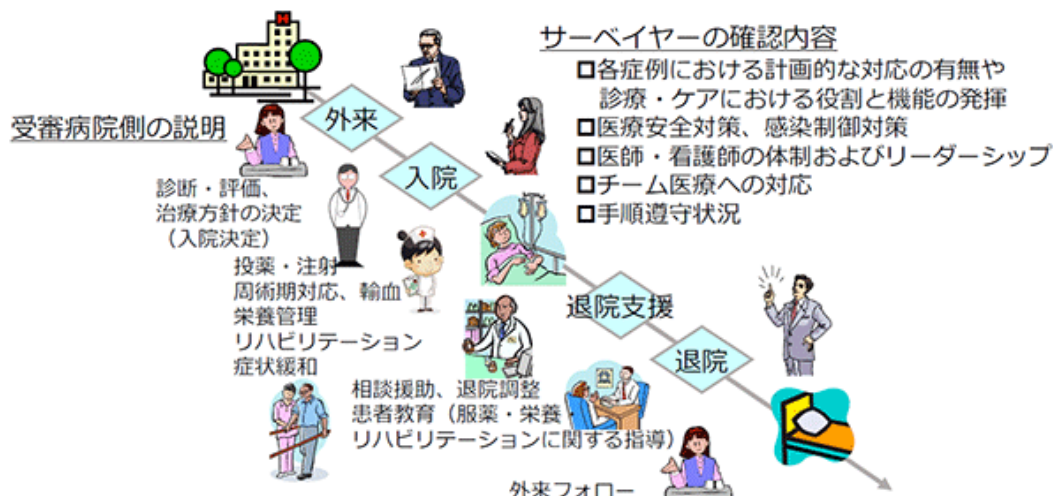 サーベイヤーの確認内容
□各症例における計画的な対応の有無や
診療・ケアにおける役割と機能の発揮
□医療安全対策、感染制御対策
□医師・看護師の体制およびリーダーシップ
□チーム医療への対応
□手順遵守状況
H
外来
受審病院側の説明
入院
診断・評価、
治療方針の決定
（入院決定）
投薬・注射
周術期対応、輸血
栄養管理
リハビリテーション
症状緩和
退院支援
退院
相談援助、退院調整
患者教育（服薬・栄養
リハビリテーションに関する指導）
外来フォロー